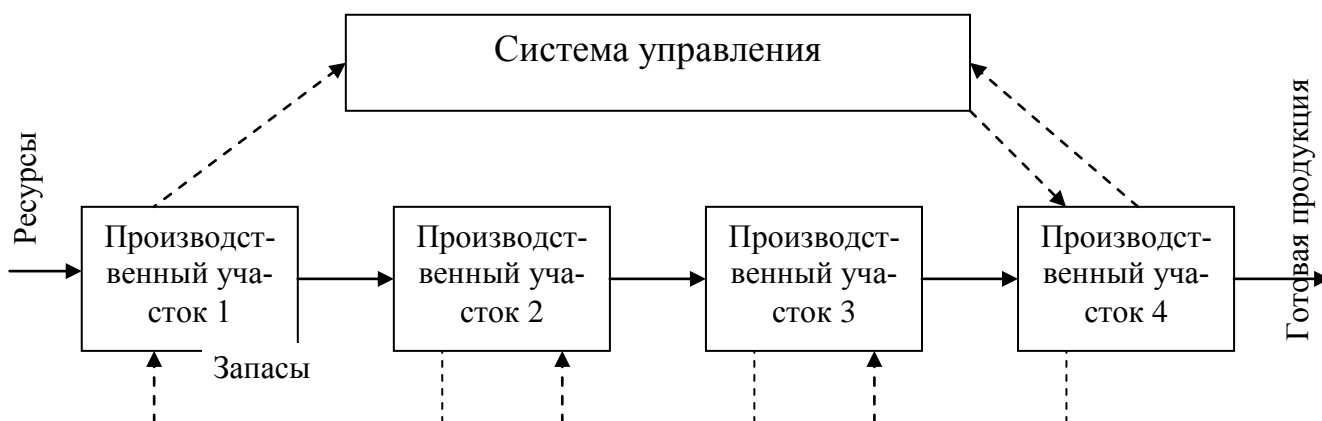 Система управления
Ресурсы
Производст-
венный уча-
сток 1
Производст-
венный уча-
сток 2
Производст-
венный уча-
сток 3
Производст-
венный уча-
сток 4
Готовая продукция
Запасы